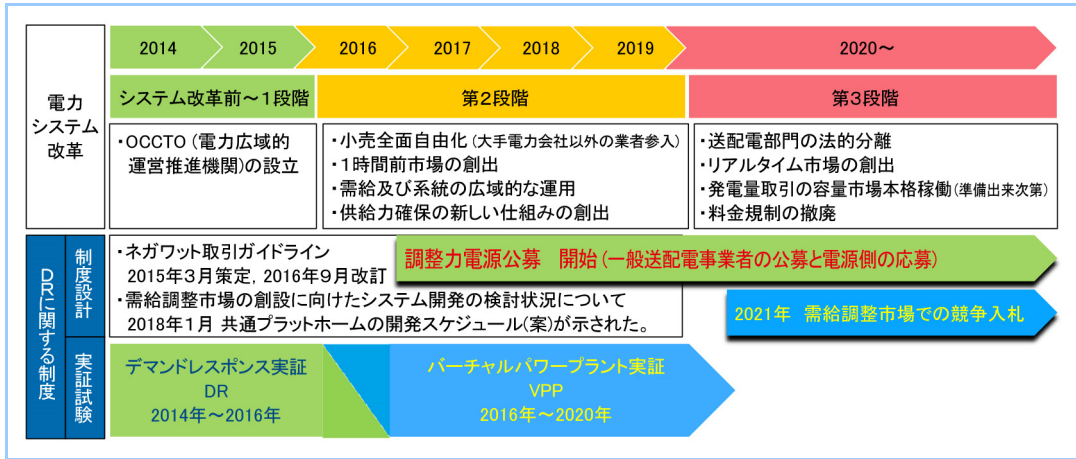 電力
システム
改革
2014
2015
2016
2017
2018
2019
2020～
システム改革前～1段階
第2段階
第3段階
・OCCTO(電力広域的
運営推進機関)の設立
・小売全面自由化(大手電力会社以外の業者参入)
・1時間前市場の創出
・需給及び系統の広域的な運用
・供給力確保の新しい仕組みの創出
・送配電部門の法的分離
・リアルタイム市場の創出
・発電量取引の容量市場本格稼働(準備出来次第)
・料金規制の撤廃
DRに関する制度
制度設計
・ネガワット取引ガイドライン
2015年3月策定, 2016年9月改訂
・需給調整市場の創設に向けたシステム開発の検討状況について
2018年1月 共通プラットホームの開発スケジュール(案)が示された。
調整力電源公募 開始(一般送配電事業者の公募と電源側の応募)
2021年 需給調整市場での競争入札
実証試験
デマンドレスポンス実証
DR
2014年～2016年
バーチャルパワープラント実証
VPP
2016年～2020年